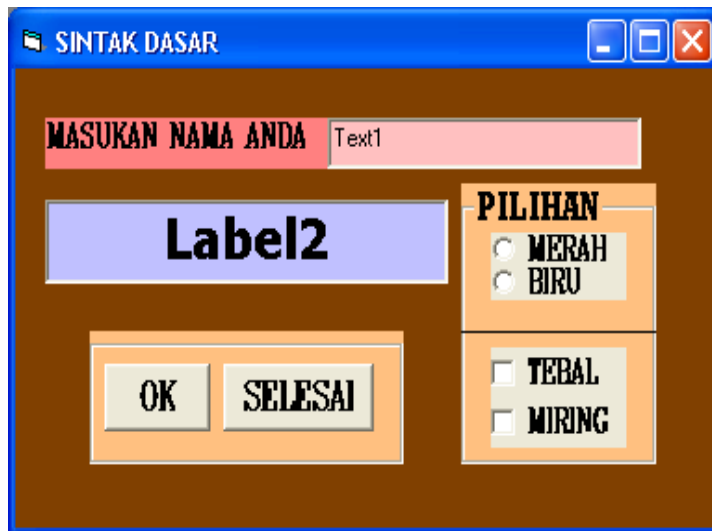 SINTAK DASAR
MASUKAN NAMA ANDA Text1
Label2
PILIHAN
MERAH
BIRU
TEBAL
MIRING
OK SELESAI